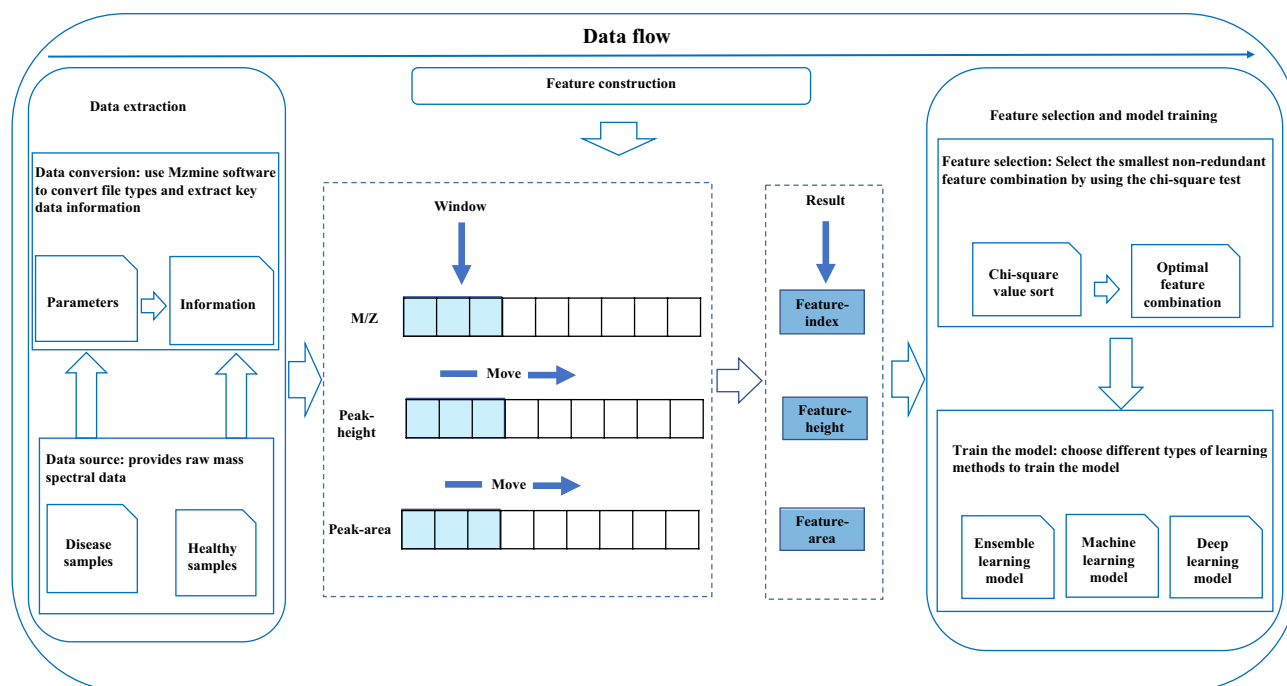 Data flow
Data extraction
Data conversion: use Mzmine software
to convert file types and extract key
data information
Parameters
Information
Data source: provides raw mass
spectral data
Disease
samples
Healthy
samples
Feature construction
Window
M/Z
Move
Peak-
height
Move
Peak-area
Result
Feature-
index
Feature-
height
Feature-
area
Feature selection and model training
Feature selection: Select the smallest non-redundant
feature combination by using the chi-square test
Chi-square
value sort
Optimal
feature
combination
Train the model: choose different types of learning
methods to train the model
Ensemble
learning
model
Machine
learning
model
Deep
learning
model